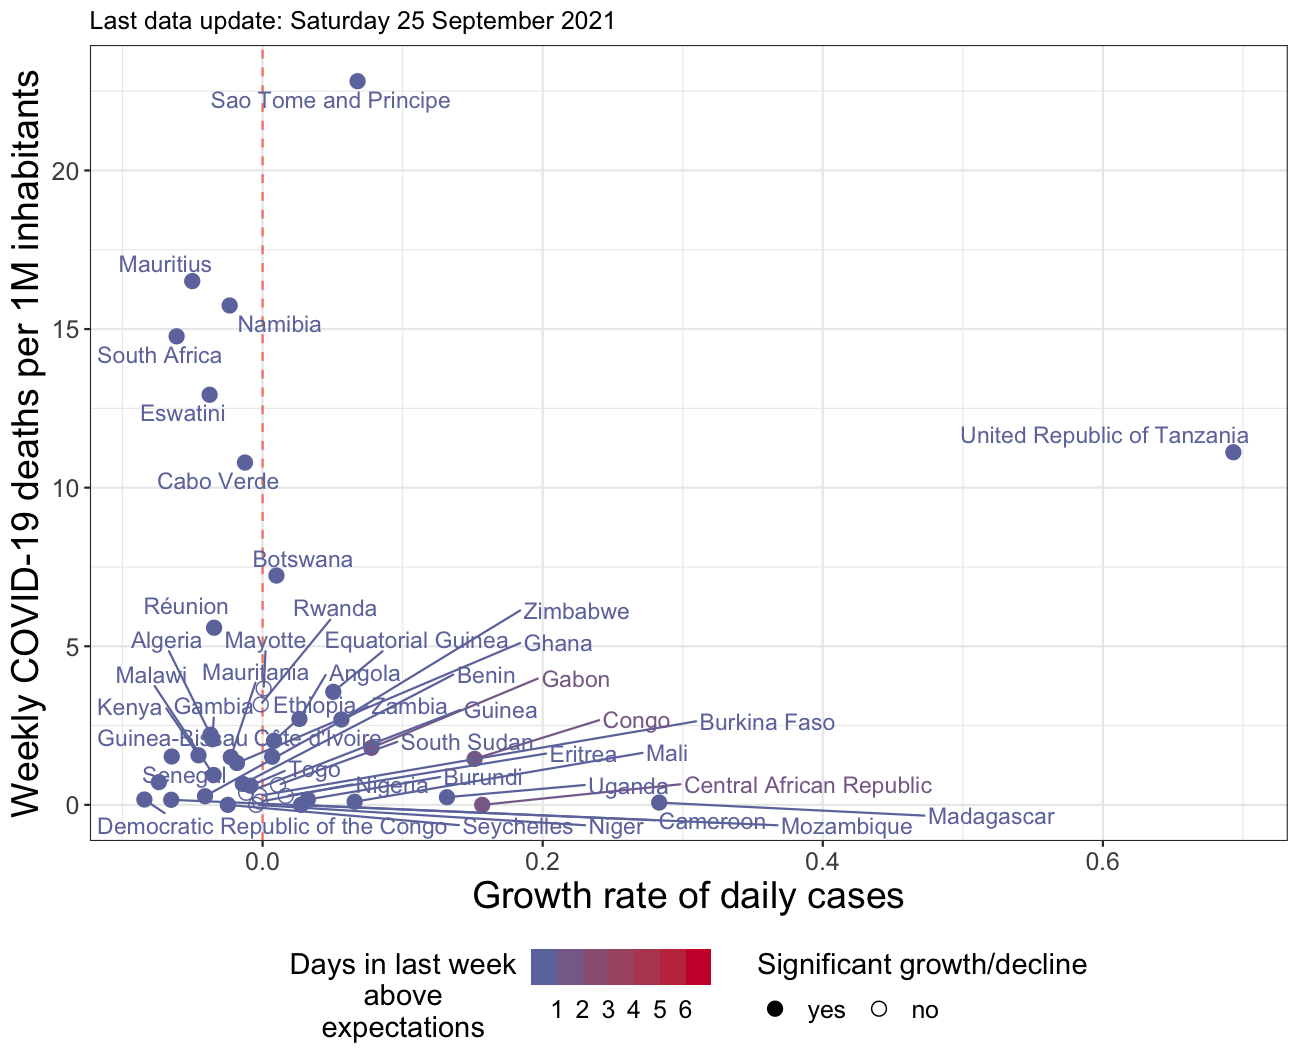 Last data update: Saturday 25 September 2021
Weekly COVID-19 deaths per 1M inhabitants
20
15
10
5
0
Sao Tome and Principe
Mauritius
Namibia
South Africa
Eswatini
United Republic of Tanzania
Cabo Verde
Botswana
Réunion
Rwanda
Zimbabwe
Algeria
Mayotte
Equatorial Guinea
Ghana
Malawi
Mauritania
Angola
Benin
Gabon
Kenya
Gambia
Ethiopia
Zambia
Guinea
Congo
Burkina Faso
Guinea-Bissau
Côte d'Ivoire
South Sudan
Eritrea
Mali
Senegal
Togo
Nigeria
Burundi
Uganda
Central African Republic
Democratic Republic of the Congo
Seychelles
Niger
Cameroon
Mozambique
Madagascar
0.0
0.2
0.4
0.6
Growth rate of daily cases
Days in last week
above
expectations
1 2 3 4 5 6
Significant growth/decline
yes
no